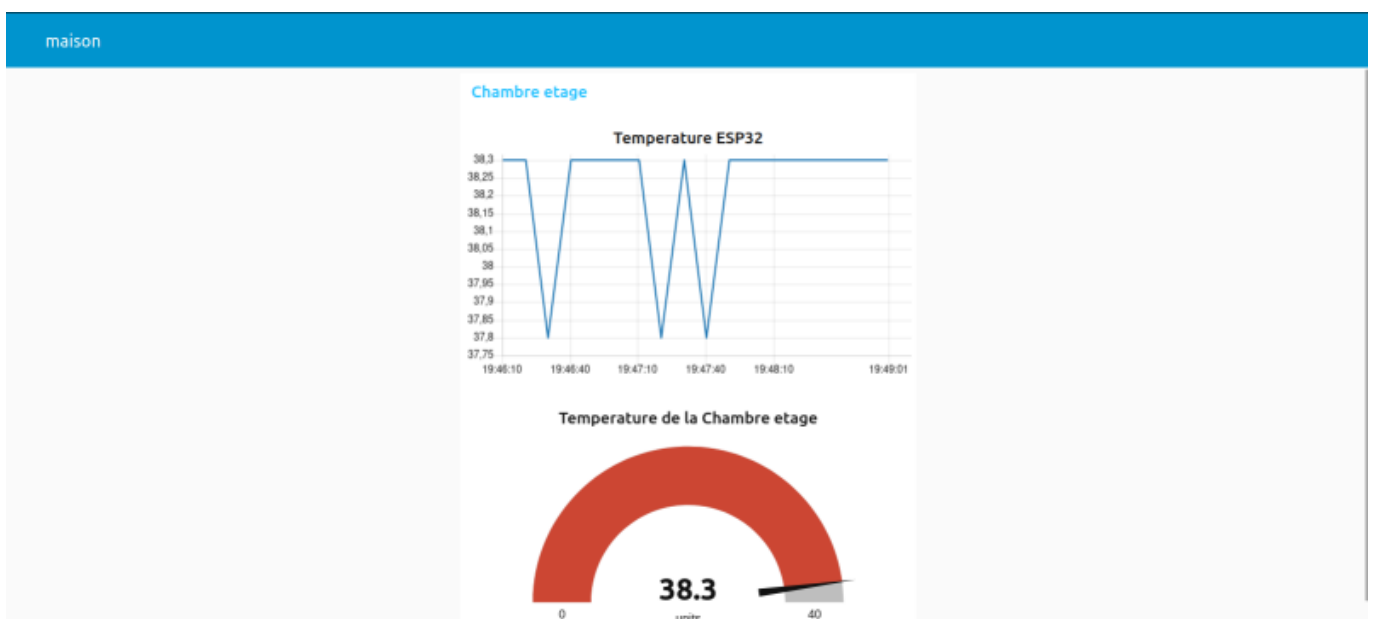 maison
Chambre etage
Temperature ESP32
38,3
38,25
38,2
38,15
38,1
38,05
38
37,95
37,9
37,85
37,8
37,75
19:46:10 19:46:40 19:47:10 19:47:40 19:48:10 19:49:01
Temperature de la Chambre etage
38.3
0 units 40